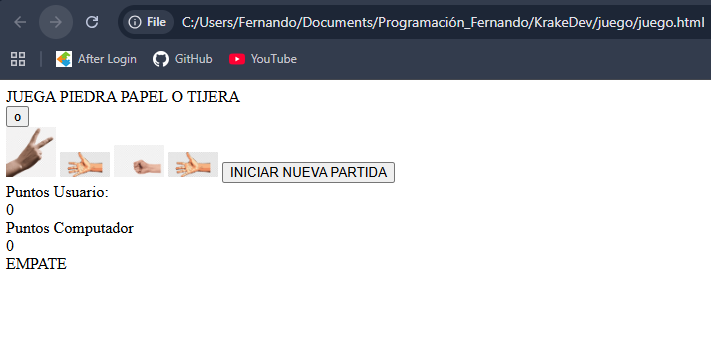 File C:/Users/Fernando/Documents/Programación_Fernando/KrakeDev/juego/juego.html
After Login GitHub YouTube
JUEGA PIEDRA PAPEL O TIJERA
o
INICIAR NUEVA PARTIDA
Puntos Usuario:
0
Puntos Computador
0
EMPATE